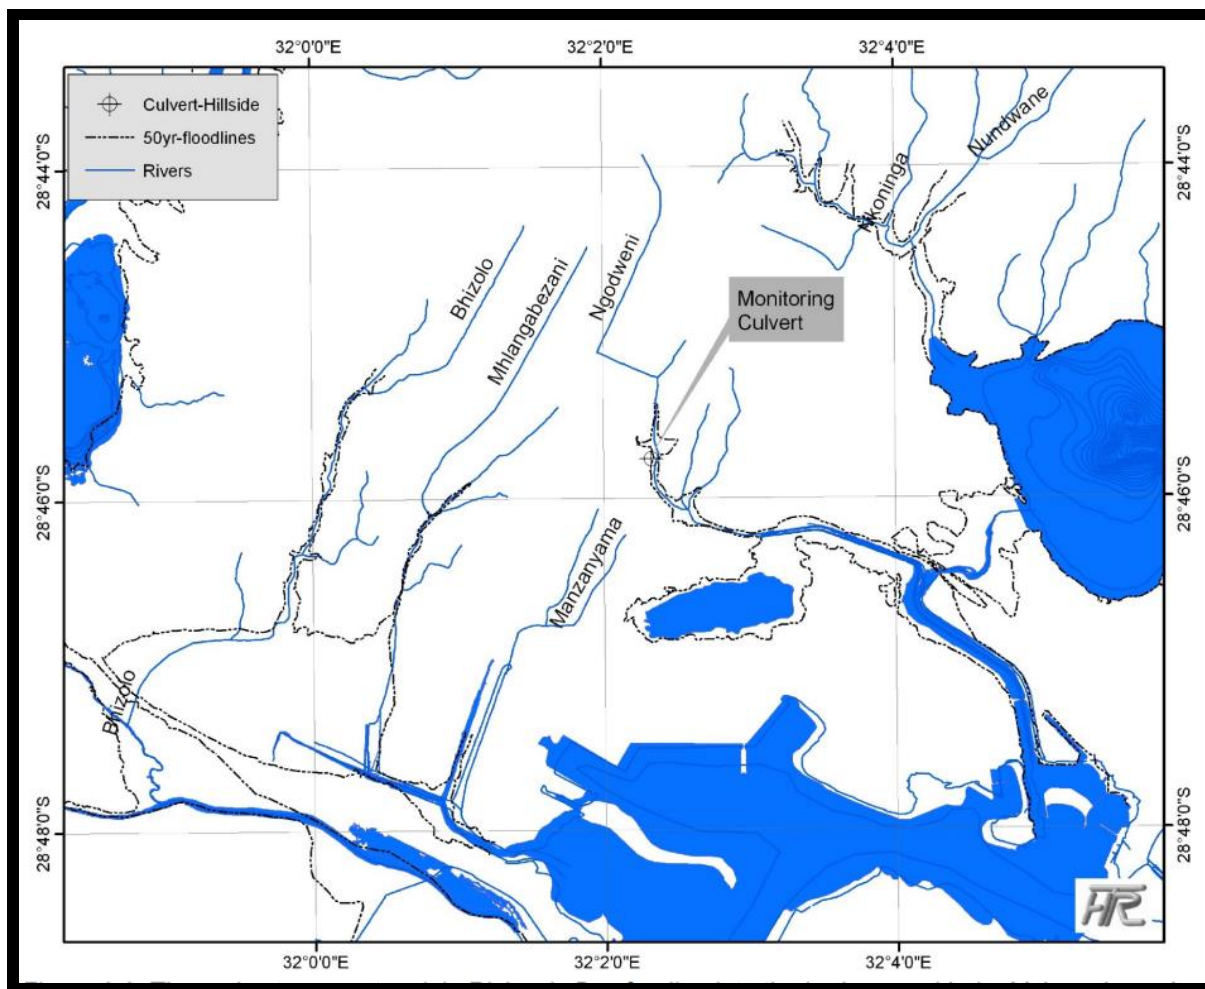 32°0'0"E
32°2'0"E
32°4'0"E
Culvert-Hillside
50yr-floodlines
Rivers
28°44'0"S
28°44'0"S
Nundwane
Nkoninga
Bhizolo
Mhlangabezani
Ngodweni
Monitoring
Culvert
28°46'0"S
28°46'0"S
Manzanyama
Bhizolo
28°48'0"S
28°48'0"S
HR
32°0'0"E
32°2'0"E
32°4'0"E